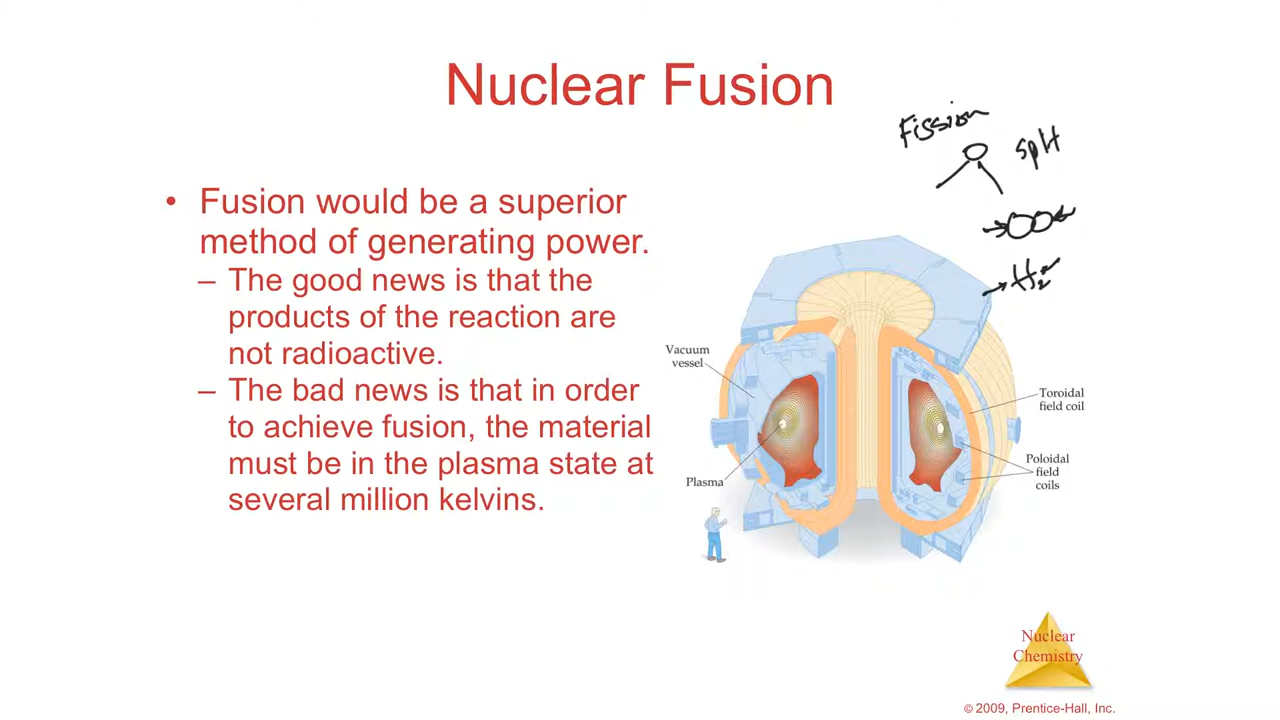 Nuclear Fusion
Fission
split
• Fusion would be a superior
method of generating power.
– The good news is that the
products of the reaction are
not radioactive.
– The bad news is that in order
to achieve fusion, the material
must be in the plasma state at
several million kelvins.
H₂
Vacuum
vessel
Plasma
Toroidal
field coil
Poloidal
field
coils
Nuclear
Chemistry
© 2009, Prentice-Hall, Inc.